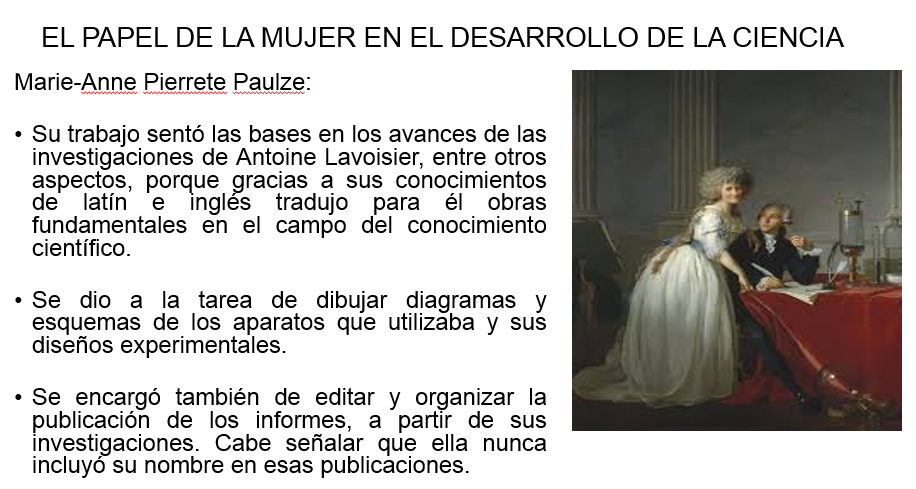 EL PAPEL DE LA MUJER EN EL DESARROLLO DE LA CIENCIA
Marie-Anne Pierrete Paulze:
• Su trabajo sentó las bases en los avances de las
investigaciones de Antoine Lavoisier, entre otros
aspectos, porque gracias a sus conocimientos
de latín e inglés tradujo para él obras
fundamentales en el campo del conocimiento
científico.
• Se dio a la tarea de dibujar diagramas y
esquemas de los aparatos que utilizaba y sus
diseños experimentales.
• Se encargó también de editar y organizar la
publicación de los informes, a partir de sus
investigaciones. Cabe señalar que ella nunca
incluyó su nombre en esas publicaciones.